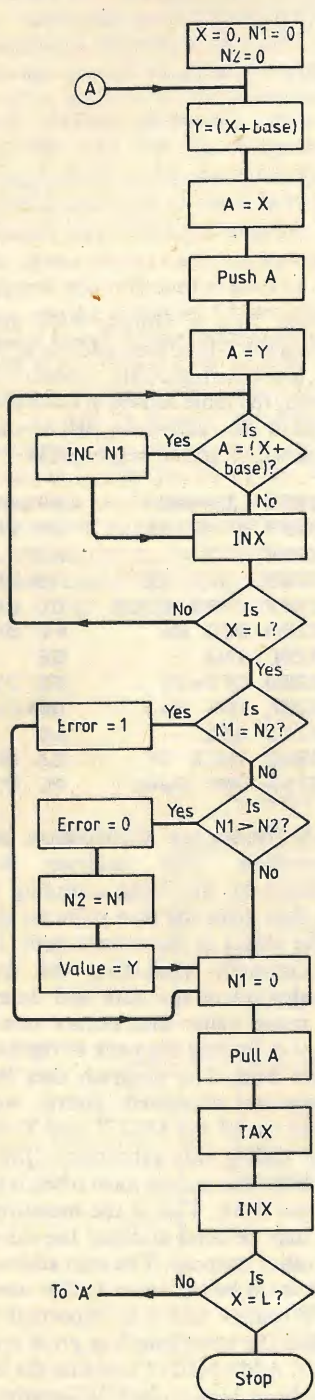 X = 0, N1 = 0
N2 = 0
A
Y=(X+base)
A = X
Push A
A = Y
Is
A = (X+
base)?
Yes
INC N1
No
INX
Is
X = L ?
No
Yes
Is
N1 = N2?
Yes
Error = 1
No
Is
N1 > N2?
Yes
Error = 0
No
N2 = N1
Value = Y
N1 = 0
Pull A
TAX
INX
Is
X = L ?
No
To 'A'
Yes
Stop